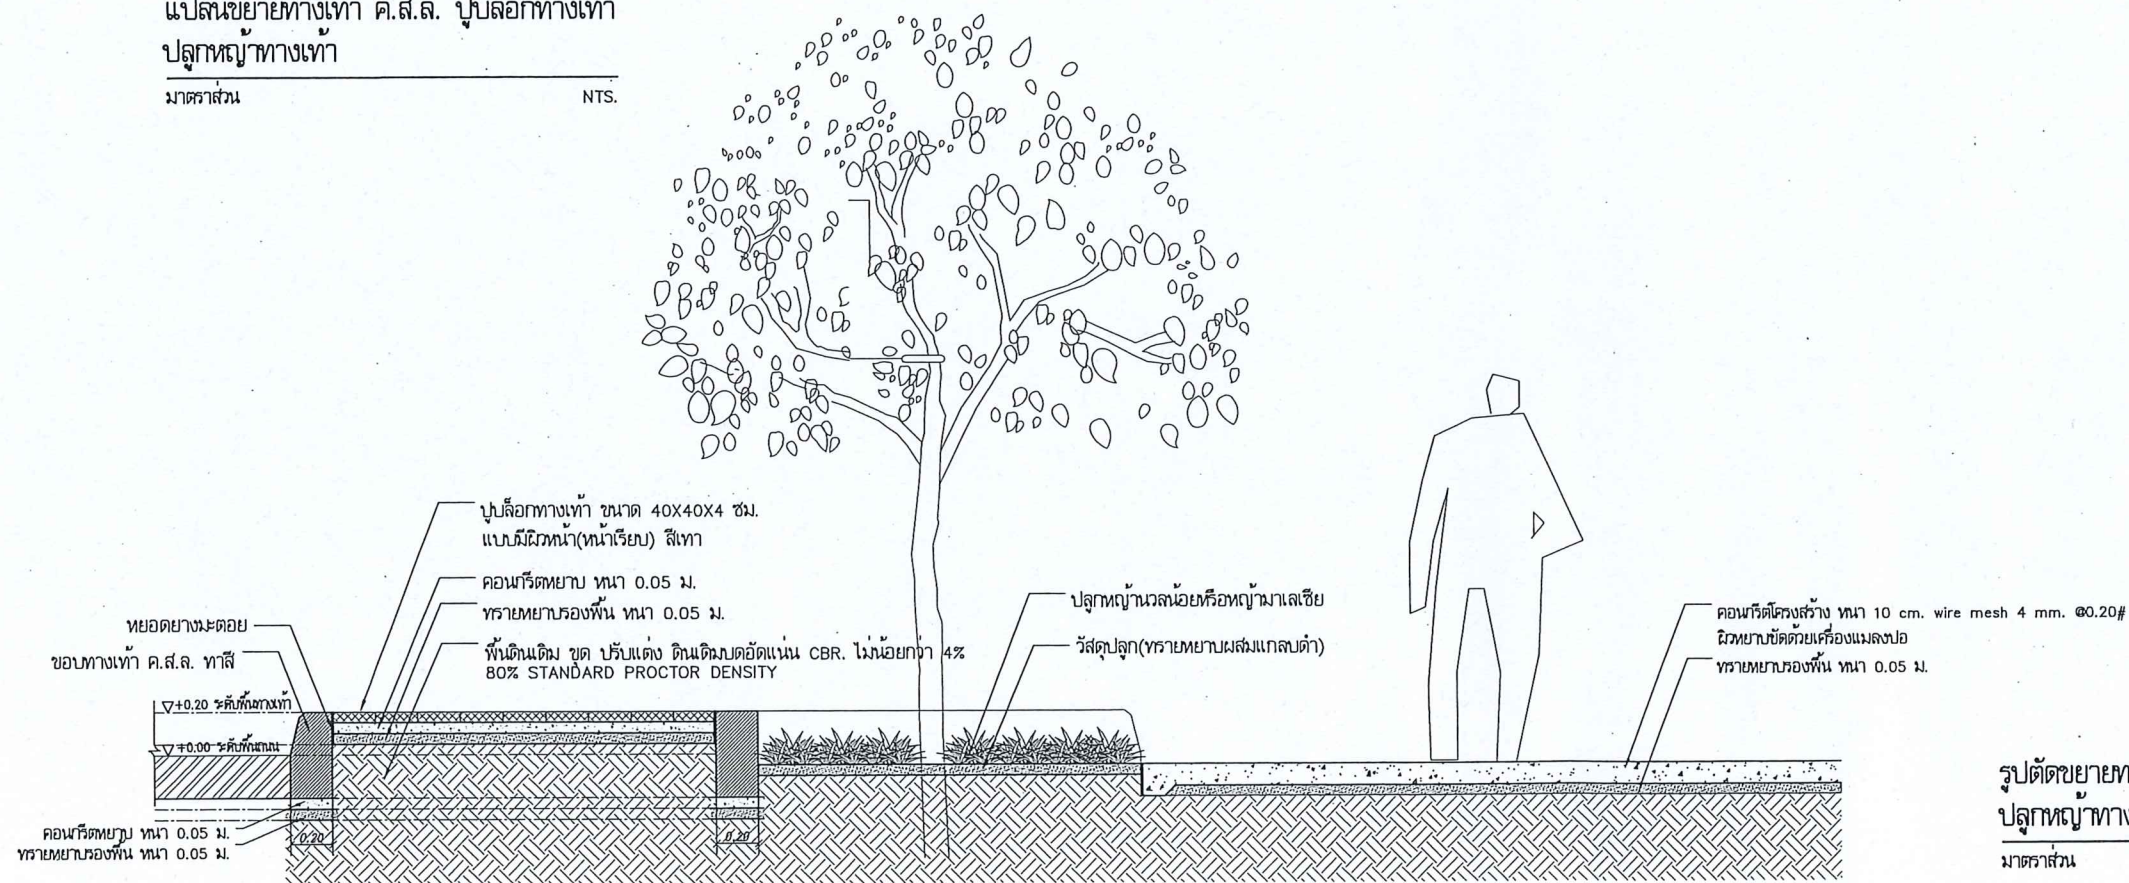 แปลนขยายทางเท้า ค.ส.ล. ปูบล็อกทางเท้า
ปลูกหญ้าทางเท้า
มาตราส่วน NTS.
ปูบล็อกทางเท้า ขนาด 40X40X4 ซม.
แบบมีผิวหน้า(หน้าเรียบ) สีเทา
คอนกรีตหยาบ หนา 0.05 ม.
ทรายหยาบรองพื้น หนา 0.05 ม.
พื้นดินเดิม ขุด ปรับแต่ง ดินเดิมบดอัดแน่น CBR. ไม่น้อยกว่า 4%
80% STANDARD PROCTOR DENSITY
หยอดยางมะตอย
ขอบทางเท้า ค.ส.ล. ทาสี
+0.20 ระดับพื้นทางเท้า
+0.00 ระดับพื้นถนน
คอนกรีตหยาบ หนา 0.05 ม.
ทรายหยาบรองพื้น หนา 0.05 ม.
0.20
0.20
ปลูกหญ้านวลน้อยหรือหญ้ามาเลเซีย
วัสดุปลูก(ทรายหยาบผสมแกลบดำ)
คอนกรีตโครงสร้าง หนา 10 cm. wire mesh 4 mm. @0.20#
ผิวหยาบขัดด้วยเครื่องแมลงปอ
ทรายหยาบรองพื้น หนา 0.05 ม.
รูปตัดขยายท
ปลูกหญ้าทาง
มาตราส่วน